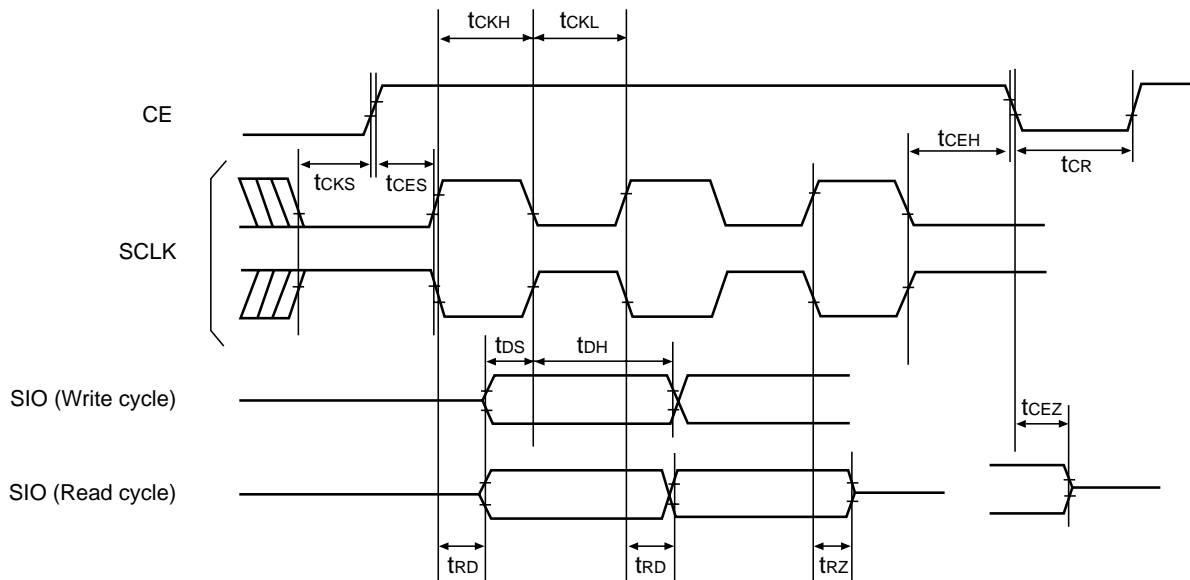 tCKH tCKL
CE
tCEH
tCKS tCES tCR
SCLK
tDS tDH
SIO (Write cycle)
tCEZ
SIO (Read cycle)
tRD tRD tRZ